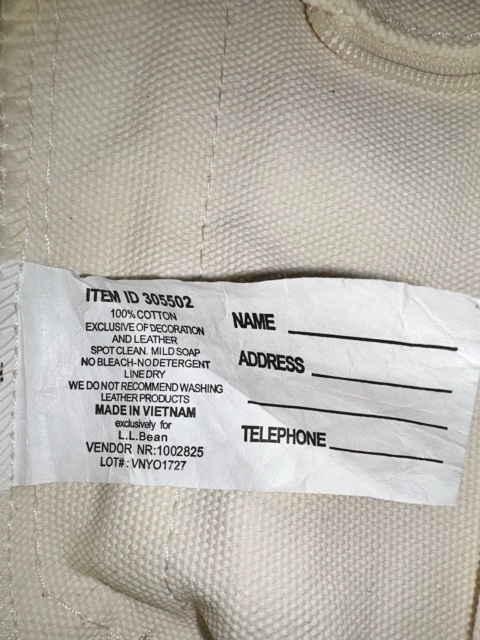 ITEM ID 305502
100% COTTON
EXCLUSIVE OF DECORATION
AND LEATHER
SPOT CLEAN. MILD SOAP
NO BLEACH-NO DETERGENT
LINE DRY
WE DO NOT RECOMMEND WASHING
LEATHER PRODUCTS
MADE IN VIETNAM
exclusively for
L.L.Bean
VENDOR NR:1002825
LOT#: VNYO1727
NAME
ADDRESS
TELEPHONE